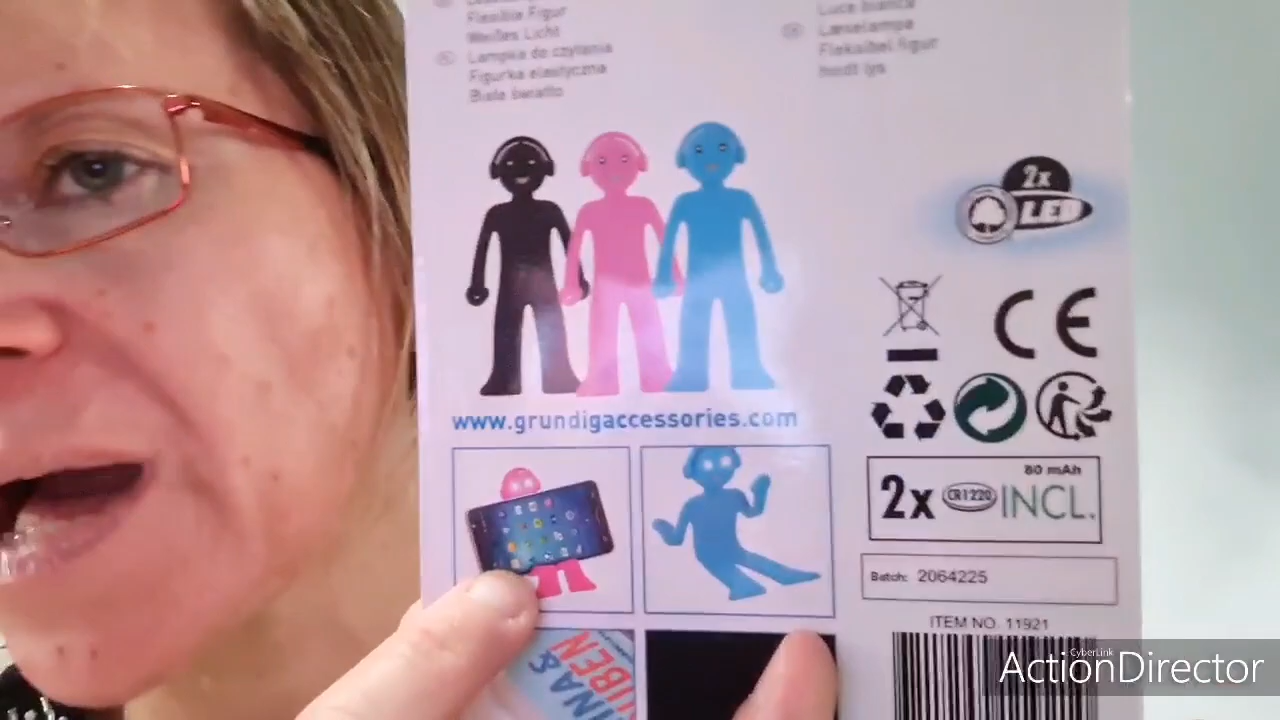 Flexible Figur
Weißes Licht
Lampka do czytania
Figurka elastyczna
Białe światło
Luce bianca
Læselampe
Fleksibel figur
hvidt lys
2x
LED
CE
www.grundigaccessories.com
80 mAh
2x CR1220 INCL.
Batch: 2064225
ITEM NO. 11921
CyberLink
ActionDirector